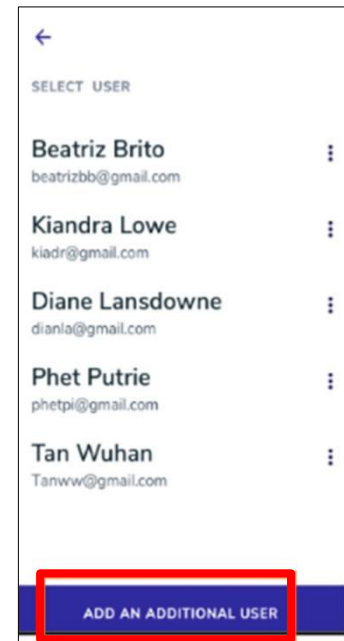 SELECT USER
Beatriz Brito
beatrizbb@gmail.com
Kiandra Lowe
kiadr@gmail.com
Diane Lansdowne
dianla@gmail.com
Phet Putrie
phetpi@gmail.com
Tan Wuhan
Tanww@gmail.com
ADD AN ADDITIONAL USER